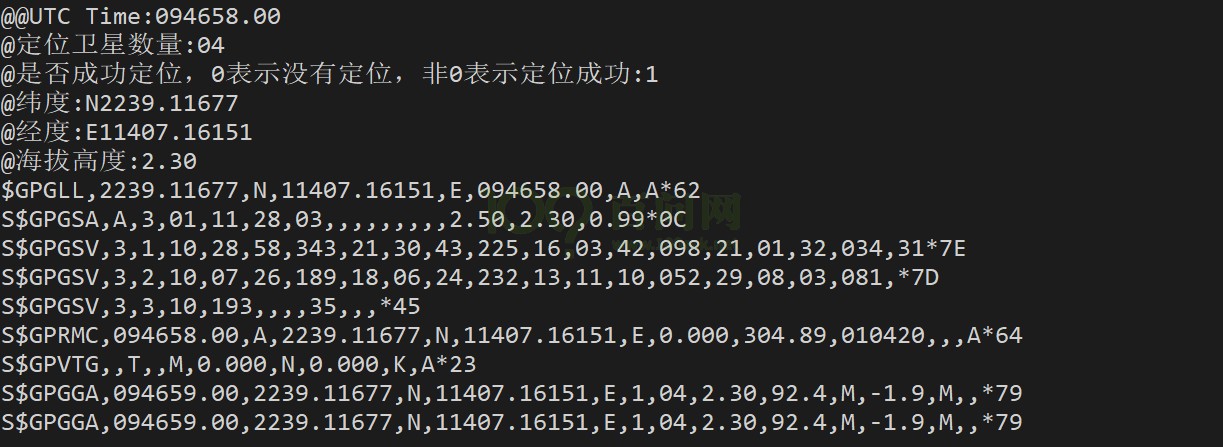 @@UTC Time:094658.00
@定位卫星数量:04
@是否成功定位，0表示没有定位，非0表示定位成功:1
@纬度:N2239.11677
@经度:E11407.16151
@海拔高度:2.30
$GPGLL,2239.11677,N,11407.16151,E,094658.00,A,A*62
S$GPGSA,A,3,01,11,28,03,,,,,,,,,2.50,2.30,0.99*0C
S$GPGSV,3,1,10,28,58,343,21,30,43,225,16,03,42,098,21,01,32,034,31*7E
S$GPGSV,3,2,10,07,26,189,18,06,24,232,13,11,10,052,29,08,03,081,*7D
S$GPGSV,3,3,10,193,,,,35,,,*45
S$GPRMC,094658.00,A,2239.11677,N,11407.16151,E,0.000,304.89,010420,,,A*64
S$GPVTG,,T,,M,0.000,N,0.000,K,A*23
S$GPGGA,094659.00,2239.11677,N,11407.16151,E,1,04,2.30,92.4,M,-1.9,M,,*79
S$GPGGA,094659.00,2239.11677,N,11407.16151,E,1,04,2.30,92.4,M,-1.9,M,,*79